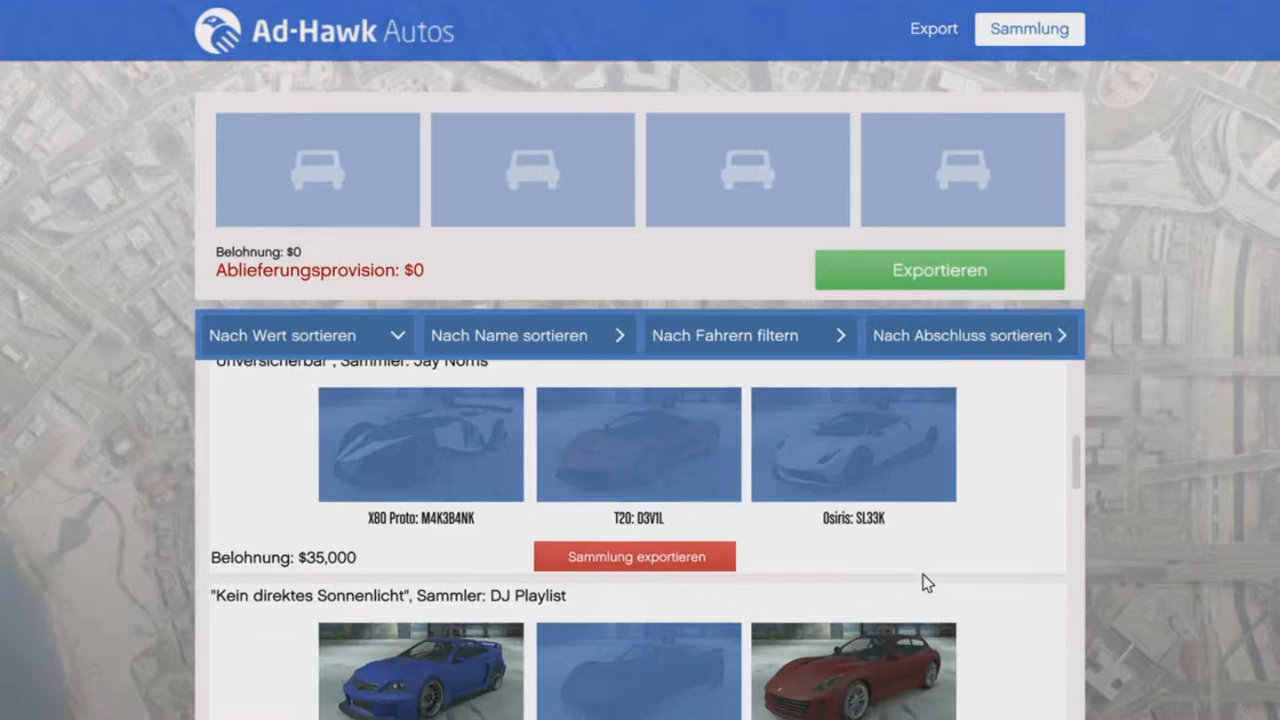 Ad-Hawk Autos
Export
Sammlung
Belohnung: $0
Ablieferungsprovision: $0
Exportieren
Nach Wert sortieren
Nach Name sortieren
Nach Fahrern filtern
Nach Abschluss sortieren
Unversicherbar", Sammler: Jay Norris
X80 Proto: M4K3B4NK
T20: D3V1L
Osiris: SL33K
Belohnung: $35,000
Sammlung exportieren
"Kein direktes Sonnenlicht", Sammler: DJ Playlist